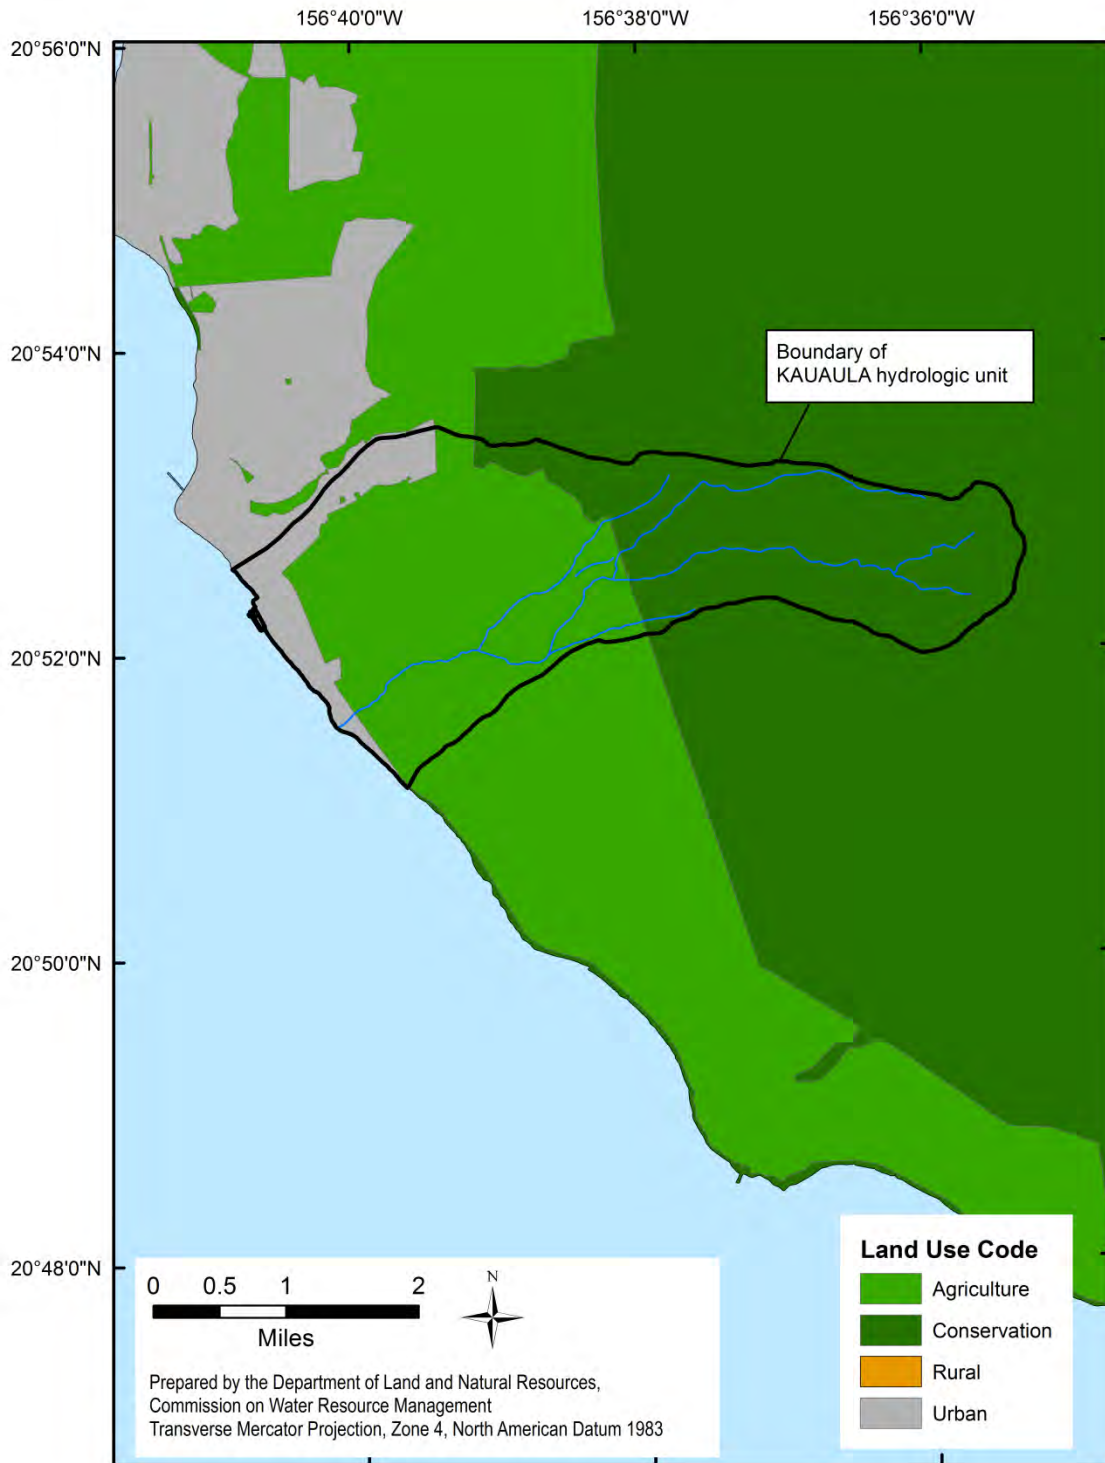 156°40'0"W 156°38'0"W 156°36'0"W
20°56'0"N
20°54'0"N
Boundary of
KAUAULA hydrologic unit
20°52'0"N
20°50'0"N
20°48'0"N
0 0.5 1 2
Miles
N
Prepared by the Department of Land and Natural Resources,
Commission on Water Resource Management
Transverse Mercator Projection, Zone 4, North American Datum 1983
Land Use Code
Agriculture
Conservation
Rural
Urban